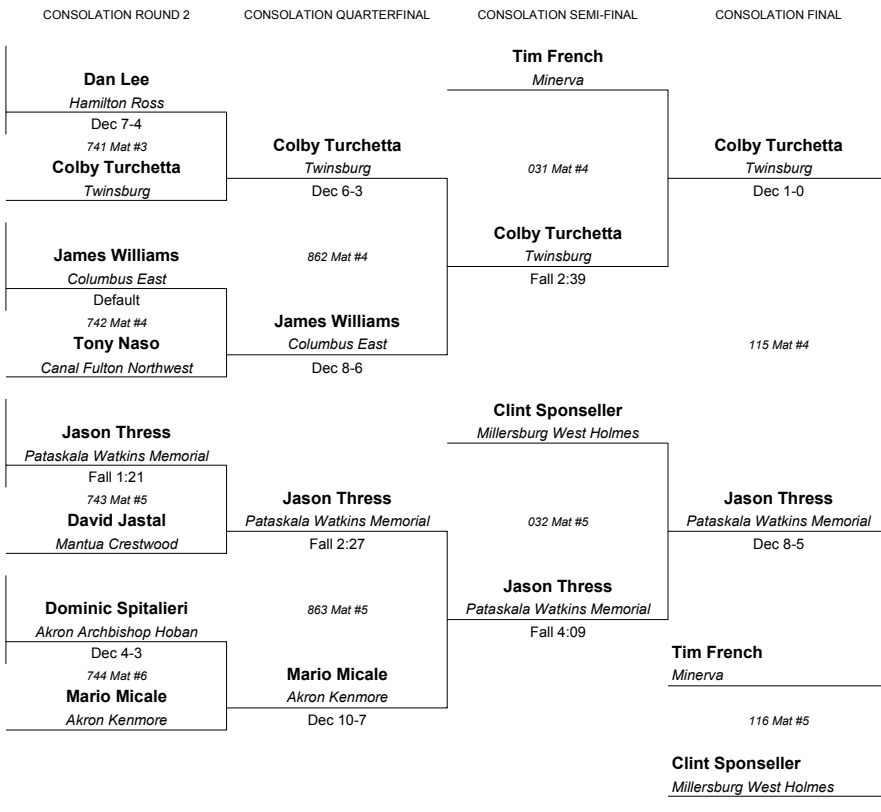 CONSOLATION ROUND 2
CONSOLATION QUARTERFINAL
CONSOLATION SEMI-FINAL
CONSOLATION FINAL
Dan Lee
Hamilton Ross
Dec 7-4
741 Mat #3
Colby Turchetta
Twinsburg
James Williams
Columbus East
Default
742 Mat #4
Tony Naso
Canal Fulton Northwest
Jason Thress
Pataskala Watkins Memorial
Fall 1:21
743 Mat #5
David Jastal
Mantua Crestwood
Dominic Spitalieri
Akron Archbishop Hoban
Dec 4-3
744 Mat #6
Mario Micale
Akron Kenmore
Colby Turchetta
Twinsburg
Dec 6-3
862 Mat #4
James Williams
Columbus East
Dec 8-6
Jason Thress
Pataskala Watkins Memorial
Fall 2:27
863 Mat #5
Mario Micale
Akron Kenmore
Dec 10-7
Tim French
Minerva
031 Mat #4
Colby Turchetta
Twinsburg
Fall 2:39
Clint Sponseller
Millersburg West Holmes
032 Mat #5
Jason Thress
Pataskala Watkins Memorial
Fall 4:09
Colby Turchetta
Twinsburg
Dec 1-0
115 Mat #4
Jason Thress
Pataskala Watkins Memorial
Dec 8-5
Tim French
Minerva
116 Mat #5
Clint Sponseller
Millersburg West Holmes